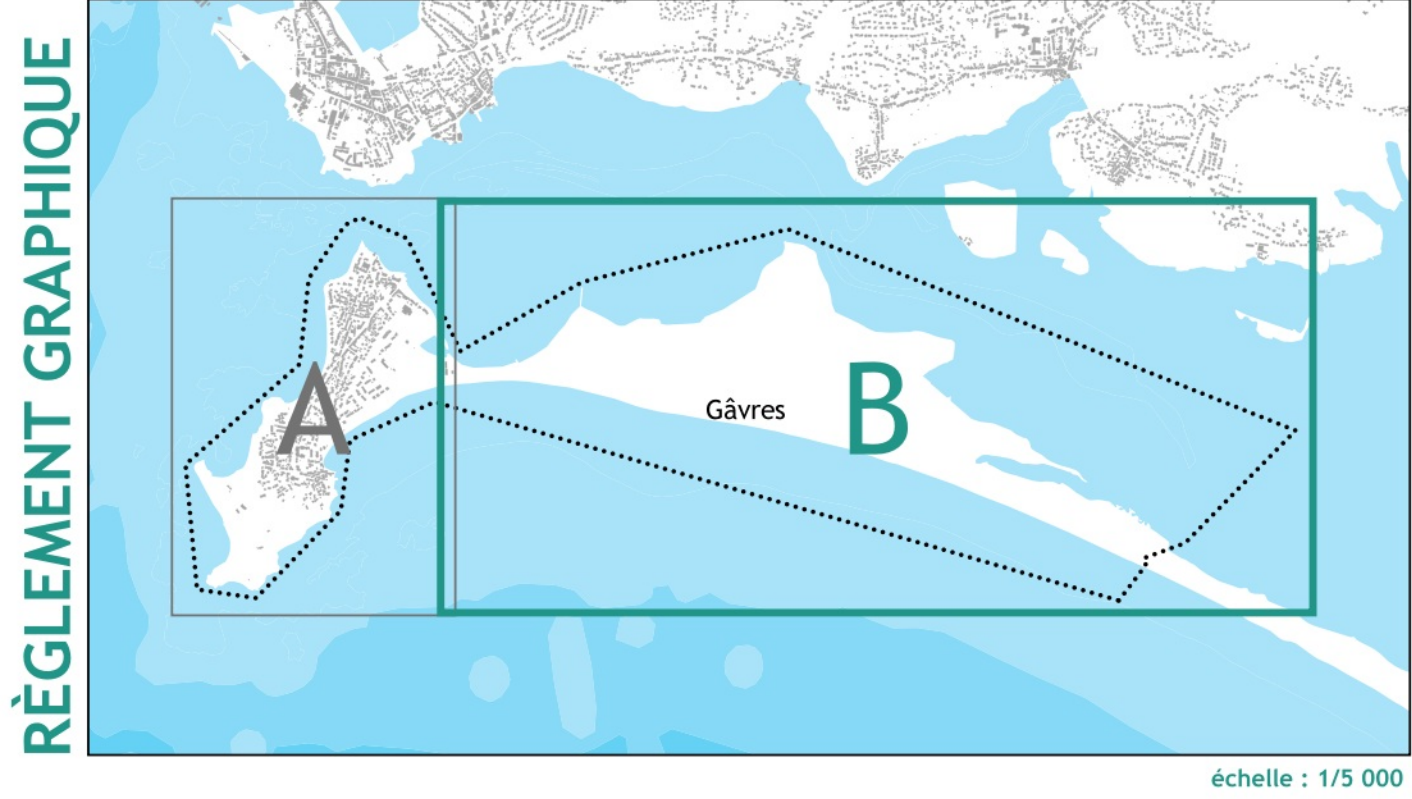 RÈGLEMENT GRAPHIQUE
A
Gâvres
B
échelle : 1/5 000